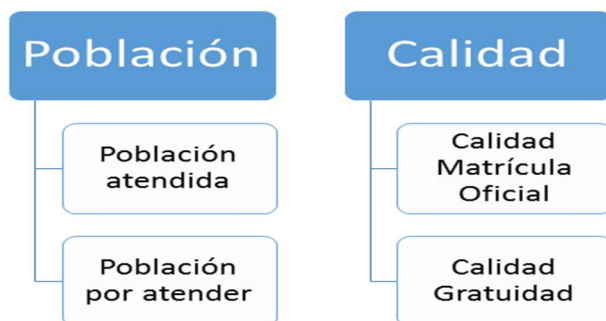 Población
Población
atendida
Población
por atender
Calidad
Calidad
Matrícula
Oficial
Calidad
Gratuidad